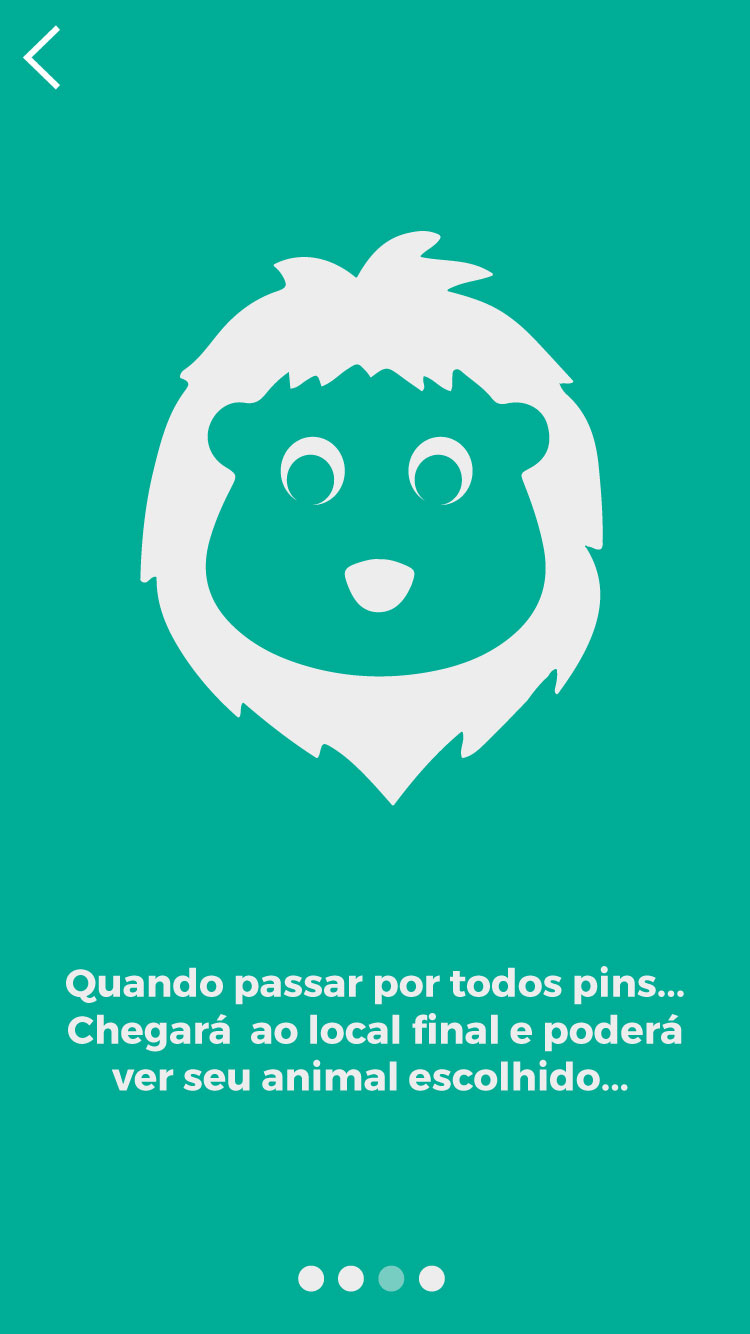 Quando passar por todos pins...
Chegará  ao local final e poderá
ver seu animal escolhido...